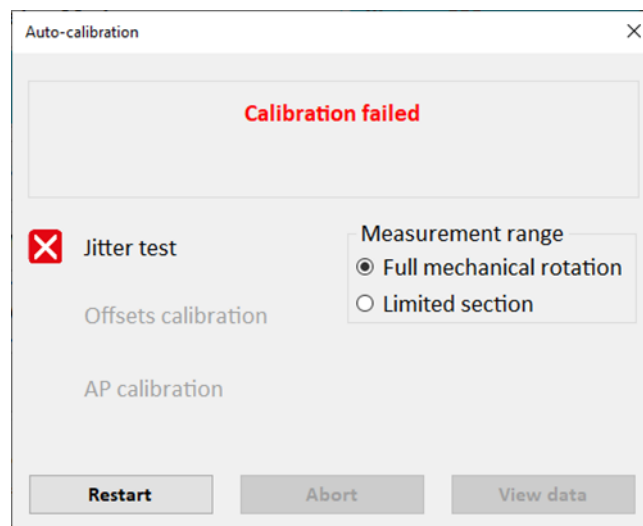 Auto-calibration
Calibration failed
Jitter test
Measurement range
Full mechanical rotation
Limited section
Offsets calibration
AP calibration
Restart
Abort
View data